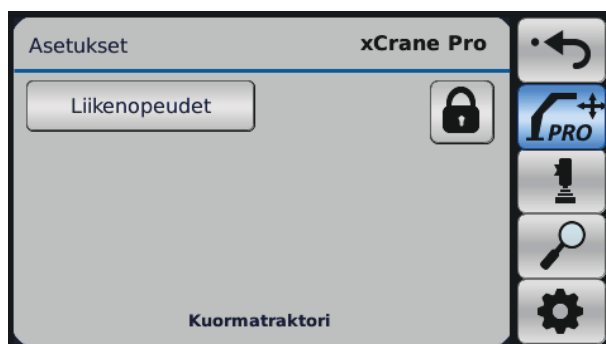 Asetukset xCrane Pro
Liikenopeudet
PRO
Kuormatraktori